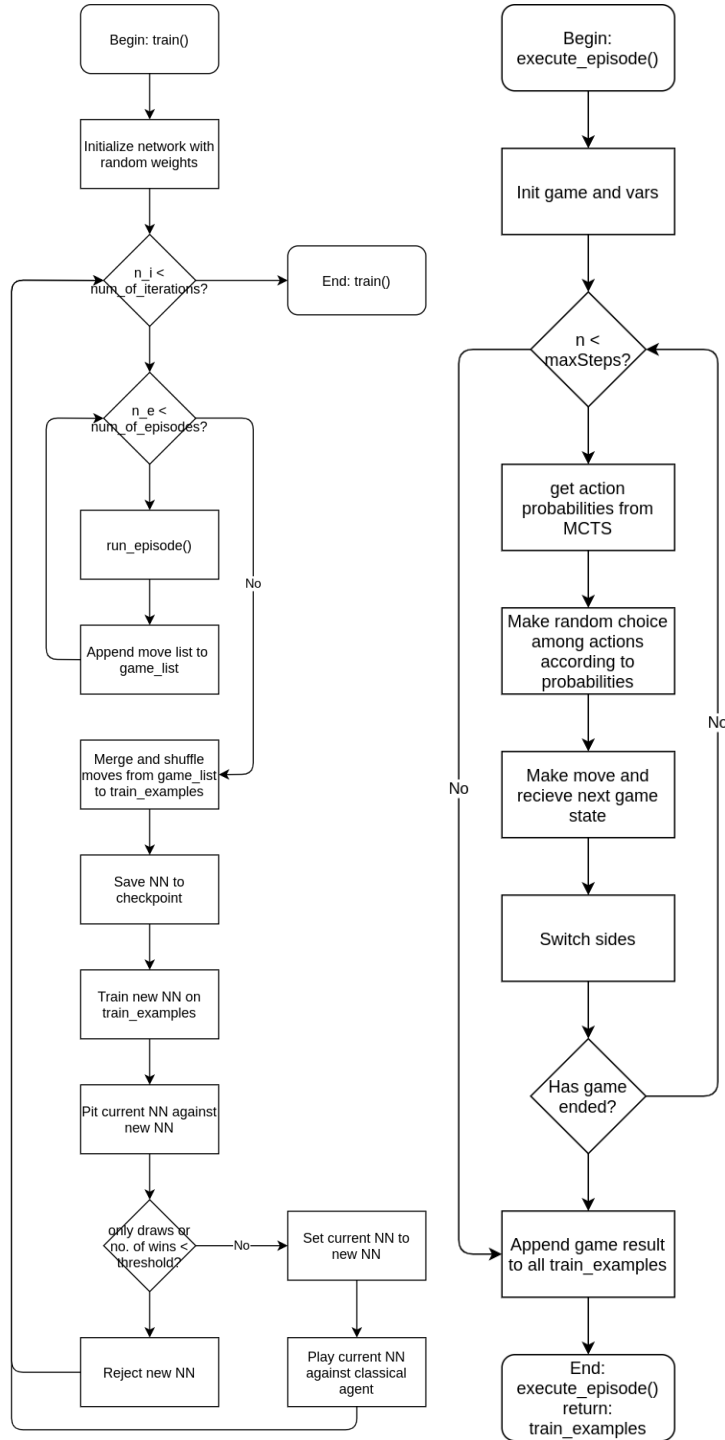 Begin: train()
Initialize network with
random weights
n_i <
num_of_iterations?
End: train()
n_e <
num_of_episodes?
run_episode()
No
Append move list to
game_list
Merge and shuffle
moves from game_list
to train_examples
Save NN to
checkpoint
Train new NN on
train_examples
Pit current NN against
new NN
only draws or
no. of wins <
threshold?
No
Set current NN to
new NN
Reject new NN
Play current NN
against classical
agent
Begin:
execute_episode()
Init game and vars
n <
maxSteps?
get action
probabilities from
MCTS
Make random choice
among actions
according to
probabilities
No
Make move and
recieve next game
state
No
Switch sides
Has game
ended?
Append game result
to all train_examples
End:
execute_episode()
return:
train_examples